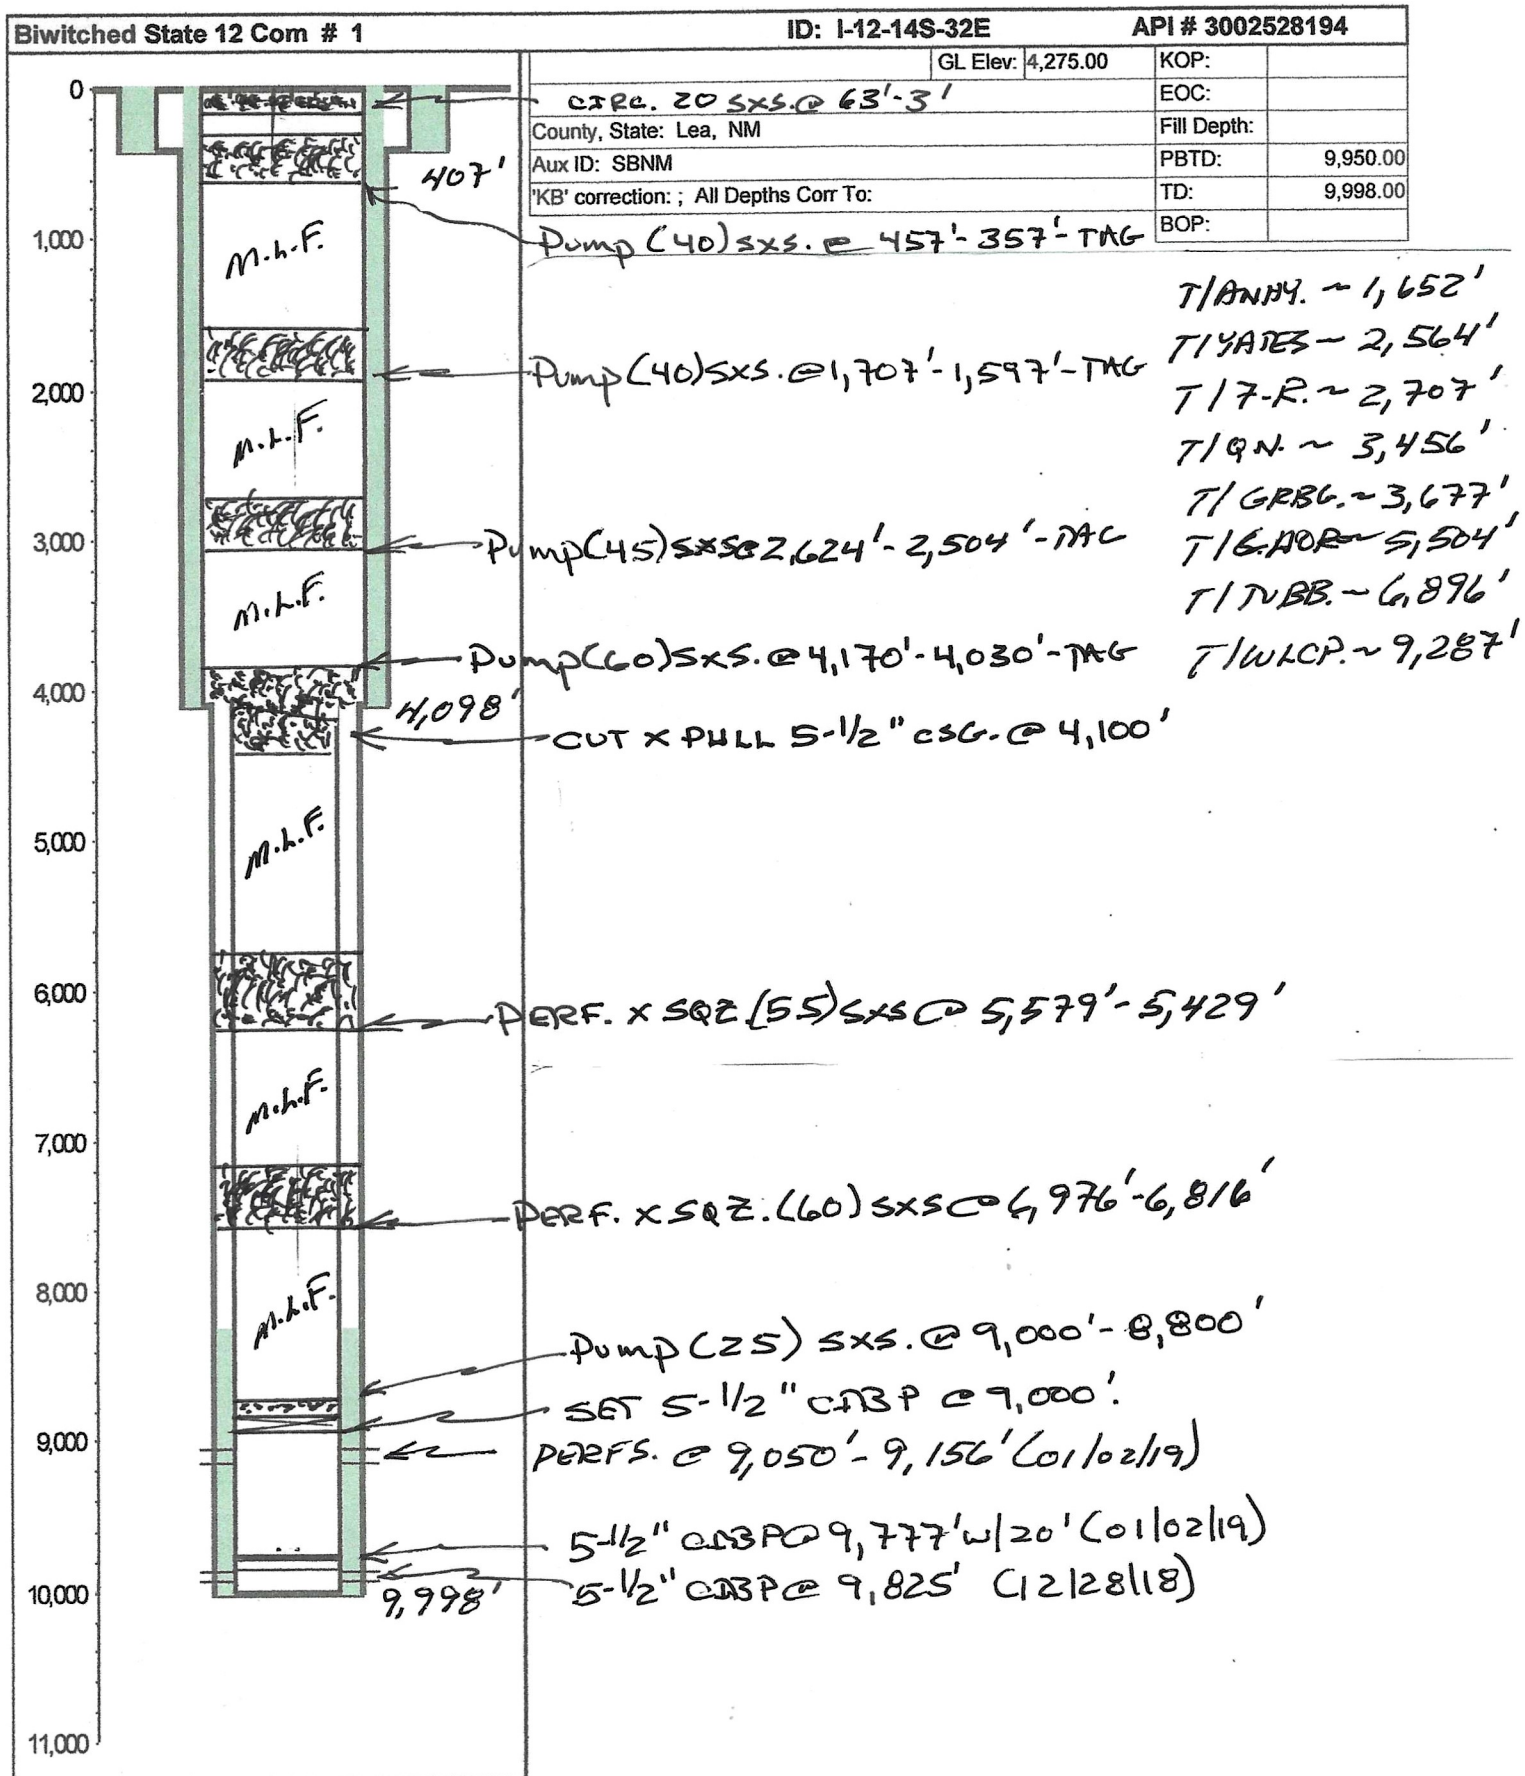 Biwitched State 12 Com # 1 ID: I-12-14S-32E API # 3002528194
GL Elev: 4,275.00 KOP:
CIRC. 20 SXS. @ 63'-3' EOC:
County, State: Lea, NM Fill Depth:
Aux ID: SBNM PBTD: 9,950.00
'KB' correction: ; All Depths Corr To: TD: 9,998.00
BOP:
0
407'
Pump (40) SXS. @ 457'-357'-TAG
1,000
M.L.F.
T/ANHY. ~ 1,652'
T/YATES ~ 2,564'
Pump (40) SXS. @ 1,707'-1,597'-TAG
2,000
T/7-R. ~ 2,707'
M.L.F.
T/QN. ~ 3,456'
T/GRBG. ~ 3,677'
3,000
Pump (45) SXS @ 2,624'-2,504'-TAG
T/ 5,504'
M.L.F.
T/TUBB. ~ 6,896'
Pump (60) SXS. @ 4,170'-4,030'-TAG
T/WLCP. ~ 9,287'
4,000
4,098'
CUT X PULL 5-1/2" CSG. @ 4,100'
5,000
M.L.F.
6,000
PERF. X SQZ. (55) SXS @ 5,579'-5,429'
M.L.F.
7,000
PERF. X SQZ. (60) SXS @ 6,976'-6,816'
8,000
M.L.F.
Pump (25) SXS. @ 9,000'-8,800'
SET 5-1/2" CIBP @ 9,000'.
9,000
PERFS. @ 9,050'-9,156' (01/02/19)
5-1/2" CIBP @ 9,777' w/20' (01/02/19)
5-1/2" CIBP @ 9,825' (12/28/18)
10,000
9,998'
11,000